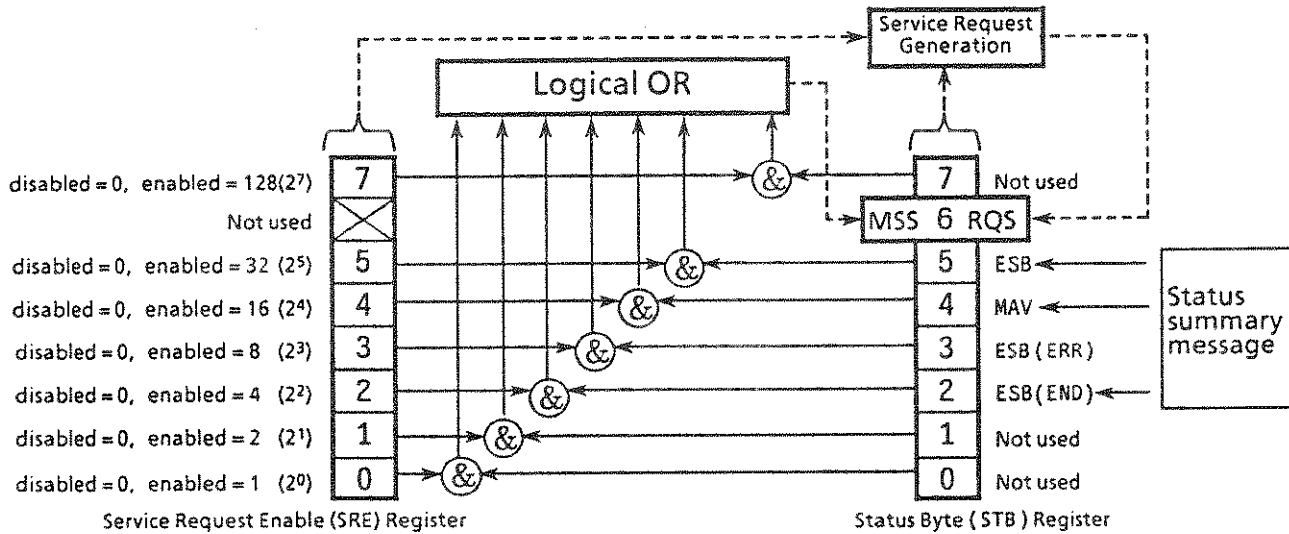 Service Request
Generation
Logical OR
disabled = 0, enabled = 128(2⁷) 7 & 7 Not used
Not used MSS 6 RQS
disabled = 0, enabled = 32 (2⁵) 5 & 5 ESB
disabled = 0, enabled = 16 (2⁴) 4 & 4 MAV
disabled = 0, enabled = 8 (2³) 3 & 3 ESB (ERR)
disabled = 0, enabled = 4 (2²) 2 & 2 ESB(END)
disabled = 0, enabled = 2 (2¹) 1 & 1 Not used
disabled = 0, enabled = 1 (2⁰) 0 & 0 Not used
Status
summary
message
Service Request Enable (SRE) Register
Status Byte (STB) Register